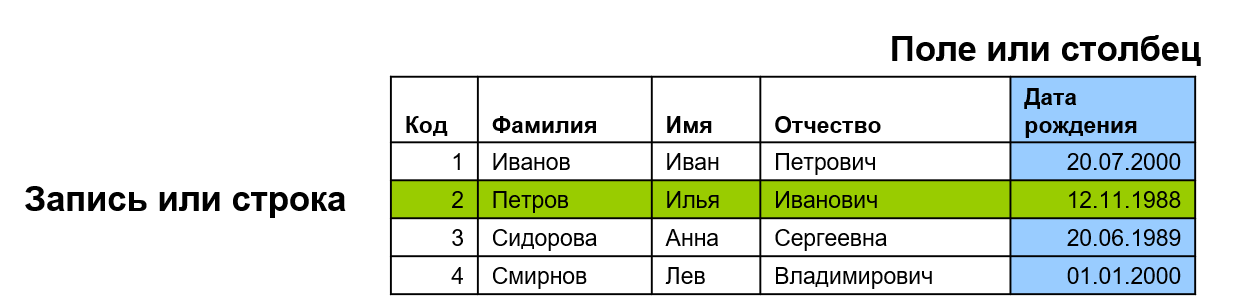 Поле или столбец
Код Фамилия Имя Отчество Дата рождения
1 Иванов Иван Петрович 20.07.2000
Запись или строка
2 Петров Илья Иванович 12.11.1988
3 Сидорова Анна Сергеевна 20.06.1989
4 Смирнов Лев Владимирович 01.01.2000